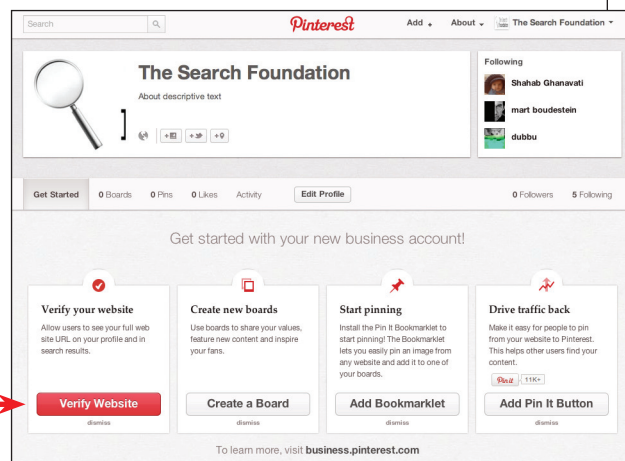 Search
Pinterest
Add +
About
The Search Foundation
The Search Foundation
About descriptive text
Following
Shahab Ghanavati
mart boudestein
dubbu
Get Started
0 Boards
0 Pins
0 Likes
Activity
Edit Profile
0 Followers
5 Following
Get started with your new business account!
Verify your website
Allow users to see your full web
site URL on your profile and in
search results.
Verify Website
dismiss
Create new boards
Use boards to share your values,
feature new content and inspire
your fans.
Create a Board
dismiss
Start pinning
Install the Pin It Bookmarklet to
start pinning! The Bookmarklet
lets you easily pin an image from
any website and add it to one of
your boards.
Add Bookmarklet
dismiss
Drive traffic back
Make it easy for people to pin
from your website to Pinterest.
This helps other users find your
content.
Pin it 11K+
Add Pin It Button
dismiss
To learn more, visit business.pinterest.com